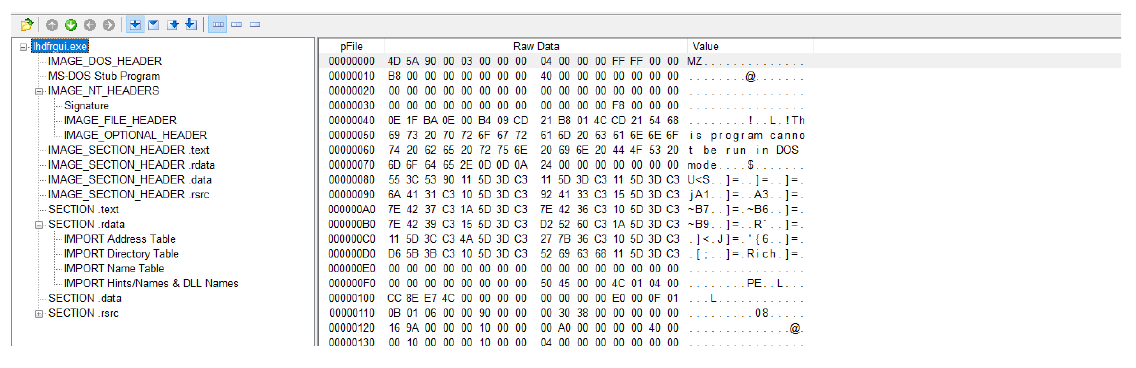 lhdfrgui.exe
IMAGE_DOS_HEADER
MS-DOS Stub Program
IMAGE_NT_HEADERS
Signature
IMAGE_FILE_HEADER
IMAGE_OPTIONAL_HEADER
IMAGE_SECTION_HEADER .text
IMAGE_SECTION_HEADER .rdata
IMAGE_SECTION_HEADER .data
IMAGE_SECTION_HEADER .rsrc
SECTION .text
SECTION .rdata
IMPORT Address Table
IMPORT Directory Table
IMPORT Name Table
IMPORT Hints/Names & DLL Names
SECTION .data
SECTION .rsrc
pFile Raw Data Value
00000000 4D 5A 90 00 03 00 00 00 04 00 00 00 FF FF 00 00 MZ..............
00000010 B8 00 00 00 00 00 00 00 40 00 00 00 00 00 00 00 ........@.......
00000020 00 00 00 00 00 00 00 00 00 00 00 00 00 00 00 00 ................
00000030 00 00 00 00 00 00 00 00 00 00 00 00 F8 00 00 00 ................
00000040 0E 1F BA 0E 00 B4 09 CD 21 B8 01 4C CD 21 54 68 ........!..L.!Th
00000050 69 73 20 70 72 6F 67 72 61 6D 20 63 61 6E 6E 6F is program canno
00000060 74 20 62 65 20 72 75 6E 20 69 6E 20 44 4F 53 20 t be run in DOS
00000070 6D 6F 64 65 2E 0D 0D 0A 24 00 00 00 00 00 00 00 mode....$.......
00000080 55 3C 53 90 11 5D 3D C3 11 5D 3D C3 11 5D 3D C3 U<S..]=..]=..]=.
00000090 6A 41 31 C3 10 5D 3D C3 92 41 33 C3 15 5D 3D C3 jA1..]=..A3..]=.
000000A0 7E 42 37 C3 1A 5D 3D C3 7E 42 36 C3 10 5D 3D C3 ~B7..]=.~B6..]=.
000000B0 7E 42 39 C3 15 5D 3D C3 D2 52 60 C3 1A 5D 3D C3 ~B9..]=..R`..]=.
000000C0 11 5D 3C C3 4A 5D 3D C3 27 7B 36 C3 10 5D 3D C3 .]<.J]=.'{6..]=.
000000D0 D6 5B 3B C3 10 5D 3D C3 52 69 63 68 11 5D 3D C3 .[;..]=.Rich.]=.
000000E0 00 00 00 00 00 00 00 00 00 00 00 00 00 00 00 00 ................
000000F0 00 00 00 00 00 00 00 00 50 45 00 00 4C 01 04 00 ........PE..L...
00000100 CC 8E E7 4C 00 00 00 00 00 00 00 00 E0 00 0F 01 ...L............
00000110 0B 01 06 00 00 90 00 00 00 30 38 00 00 00 00 00 .........08.....
00000120 16 9A 00 00 00 10 00 00 00 A0 00 00 00 00 40 00 ..............@.
00000130 00 10 00 00 00 10 00 00 04 00 00 00 00 00 00 00 ................